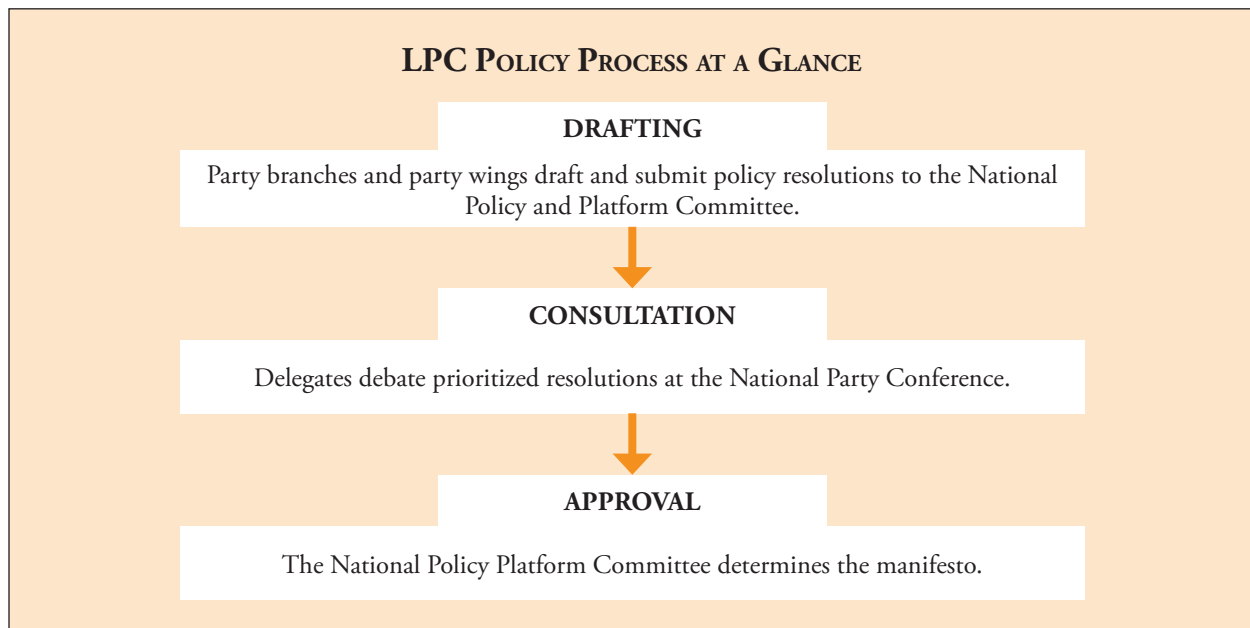 LPC Policy Process at a Glance
DRAFTING
Party branches and party wings draft and submit policy resolutions to the National
Policy and Platform Committee.
CONSULTATION
Delegates debate prioritized resolutions at the National Party Conference.
APPROVAL
The National Policy Platform Committee determines the manifesto.